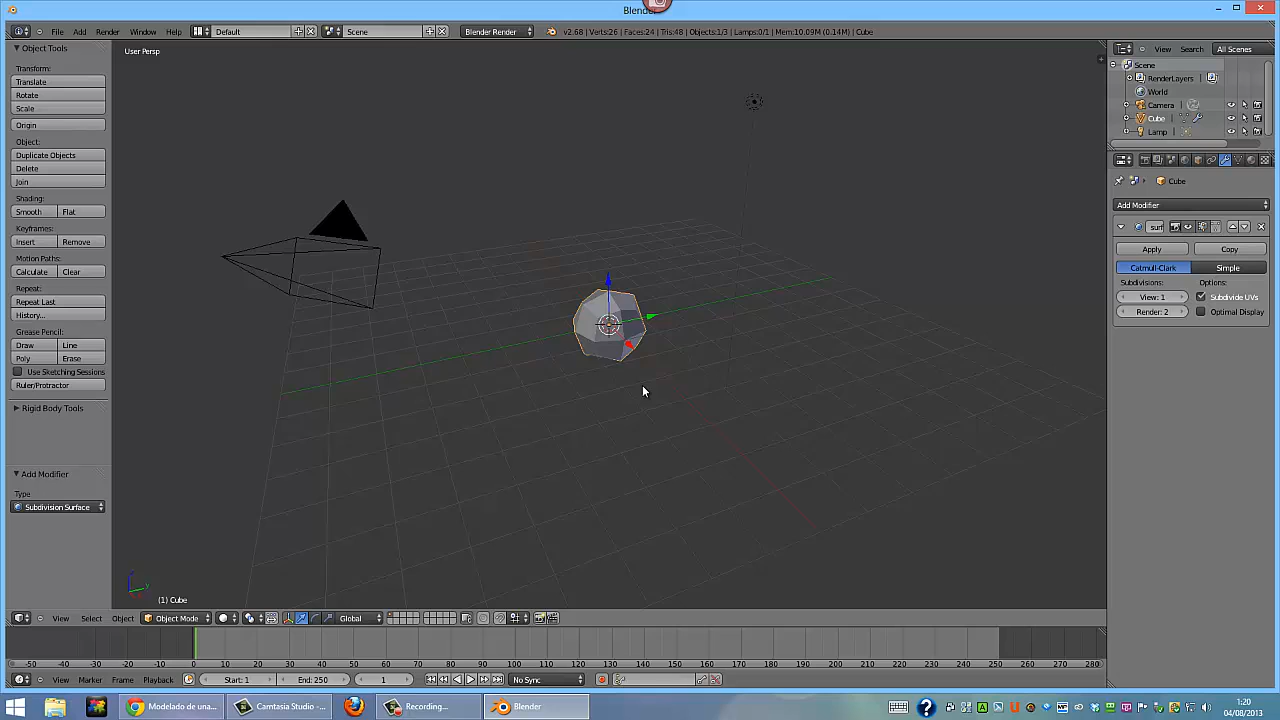 Blender
File Add Render Window Help Default Scene Blender Render v2.68 | Verts:26 | Faces:24 | Tris:48 | Objects:1/3 | Lamps:0/1 | Mem:10.09M (0.14M) | Cube
Object Tools
Transform:
Translate
Rotate
Scale
Origin
Object:
Duplicate Objects
Delete
Join
Shading:
Smooth Flat
Keyframes:
Insert Remove
Motion Paths:
Calculate Clear
Repeat:
Repeat Last
History...
Grease Pencil:
Draw Line
Poly Erase
Use Sketching Sessions
Ruler/Protractor
Rigid Body Tools
Add Modifier
Type
Subdivision Surface
User Persp
(1) Cube
View Search All Scenes
Scene
RenderLayers
World
Camera
Cube
Lamp
Cube
Add Modifier
Apply Copy
Catmull-Clark Simple
Subdivisions: Options:
View: 1 Subdivide UVs
Render: 2 Optimal Display
View Select Object Object Mode Global
-50 -40 -30 -20 -10 0 10 20 30 40 50 60 70 80 90 100 110 120 130 140 150 160 170 180 190 200 210 220 230 240 250 260 270 280
View Marker Frame Playback Start: 1 End: 250 1 No Sync
Modelado de una... Camtasia Studio -... Recording... Blender
1:20
04/08/2013